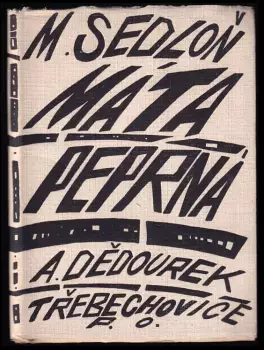 M. SEDLOŇ
MÁTA
PEPRNÁ
A. DĚDOUREK
TŘEBECHOVICE
P. O.